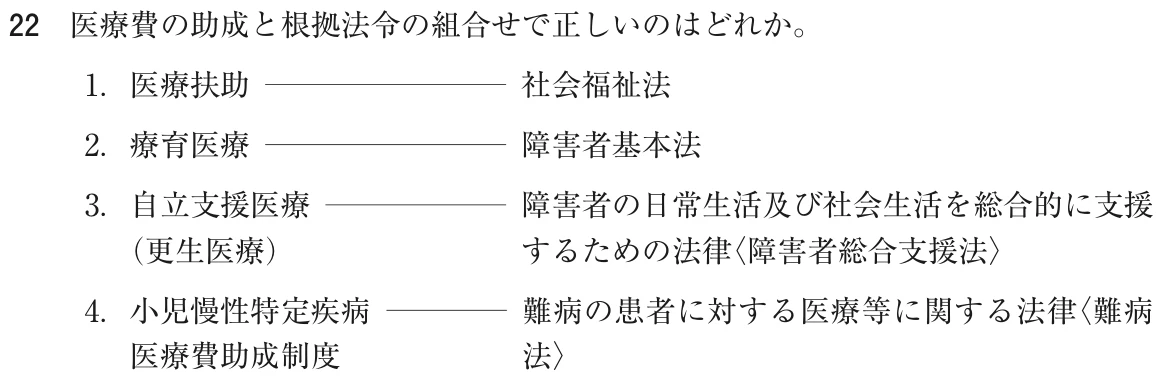 22 医療費の助成と根拠法令の組合せで正しいのはどれか。
1. 医療扶助 ――――――――― 社会福祉法
2. 療育医療 ――――――――― 障害者基本法
3. 自立支援医療 ――――――― 障害者の日常生活及び社会生活を総合的に支援
(更生医療) するための法律〈障害者総合支援法〉
4. 小児慢性特定疾病 ――――― 難病の患者に対する医療等に関する法律〈難病
医療費助成制度 法〉